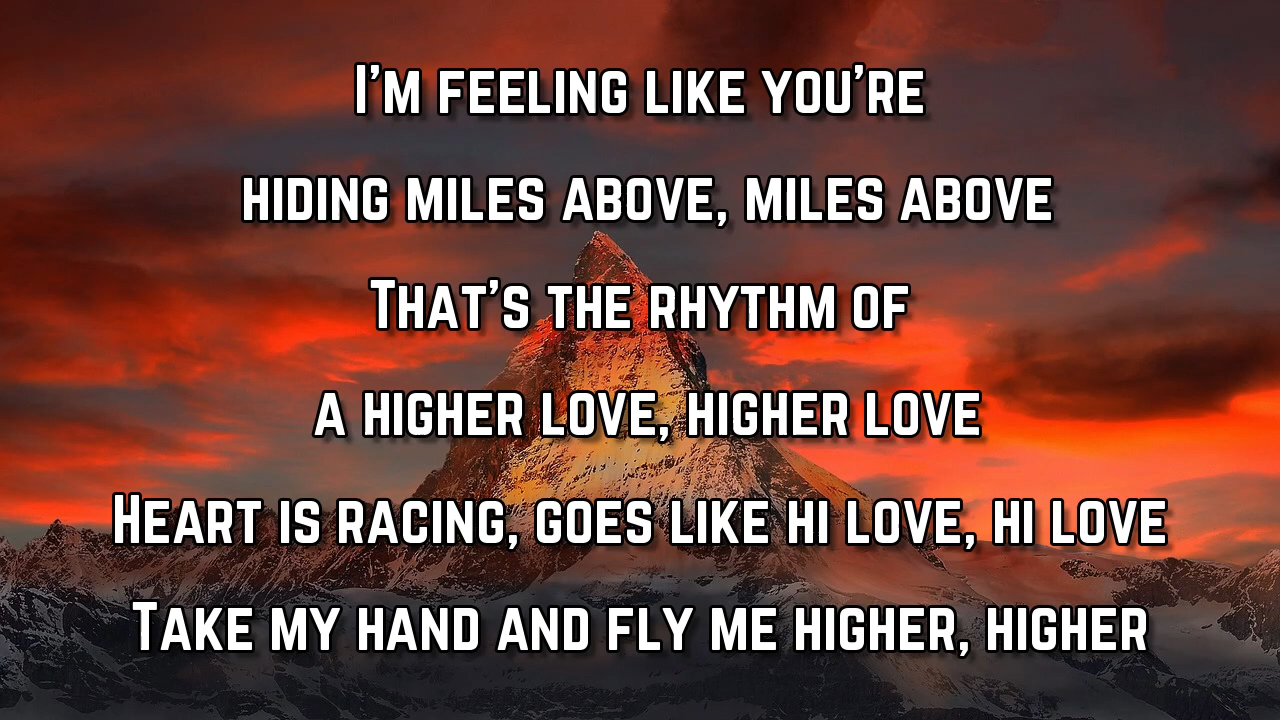 I'm feeling like you're
hiding miles above, miles above
That's the rhythm of
a higher love, higher love
Heart is racing, goes like hi love, hi love
Take my hand and fly me higher, higher